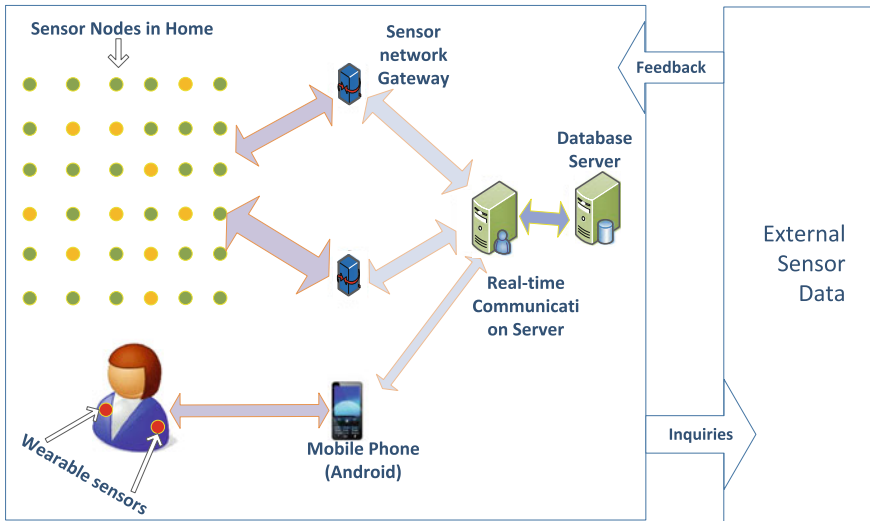 Sensor Nodes in Home
Sensor
network
Gateway
Feedback
Database
Server
External
Sensor
Data
Real-time
Communicati
on Server
Wearable sensors
Mobile Phone
(Android)
Inquiries